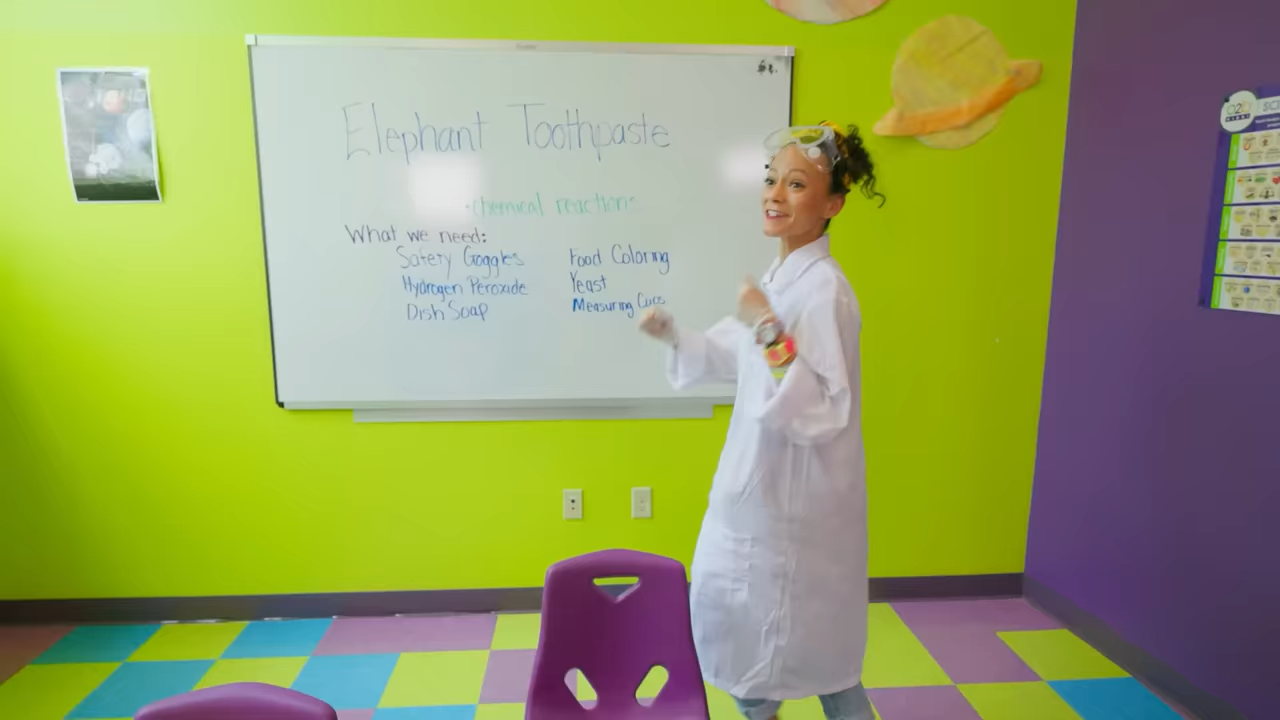 Elephant Toothpaste
•chemical reactions
What we need:
Safety Goggles Food Coloring
Hydrogen Peroxide Yeast
Dish Soap Measuring Cups